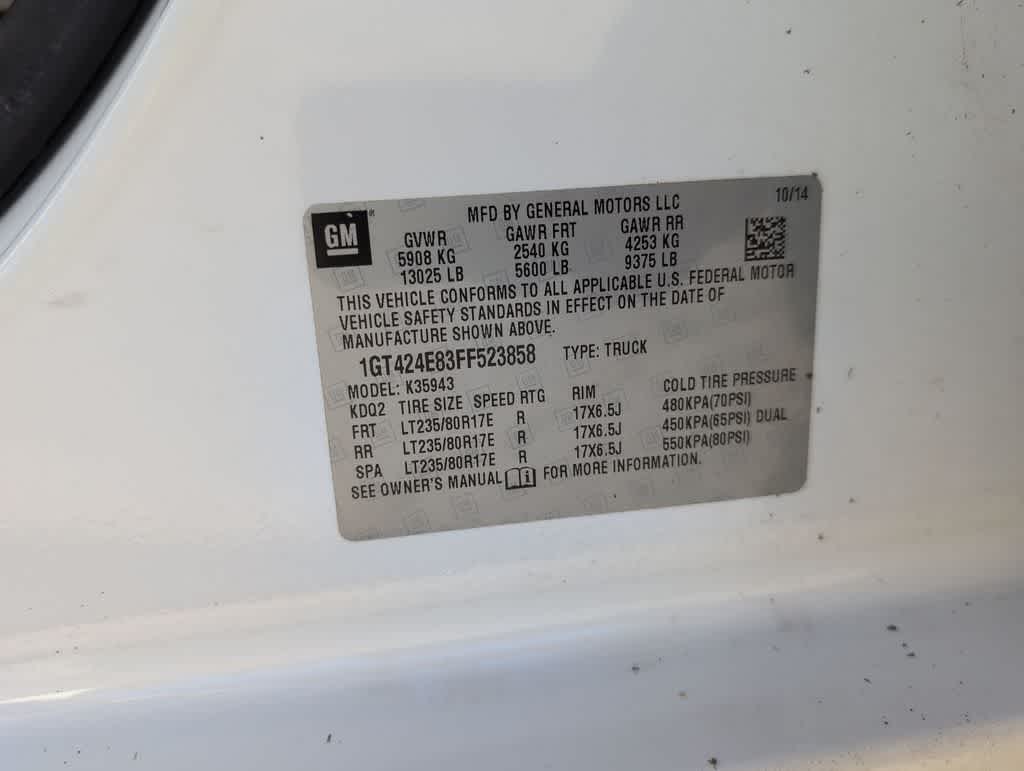 GM
MFD BY GENERAL MOTORS LLC 10/14
GVWR GAWR FRT GAWR RR
5908 KG 2540 KG 4253 KG
13025 LB 5600 LB 9375 LB
THIS VEHICLE CONFORMS TO ALL APPLICABLE U.S. FEDERAL MOTOR
VEHICLE SAFETY STANDARDS IN EFFECT ON THE DATE OF
MANUFACTURE SHOWN ABOVE.
1GT424E83FF523858 TYPE: TRUCK
MODEL: K35943
KDQ2 TIRE SIZE SPEED RTG RIM COLD TIRE PRESSURE
FRT LT235/80R17E R 17X6.5J 480KPA(70PSI)
RR LT235/80R17E R 17X6.5J 450KPA(65PSI) DUAL
SPA LT235/80R17E R 17X6.5J 550KPA(80PSI)
SEE OWNER'S MANUAL i FOR MORE INFORMATION.